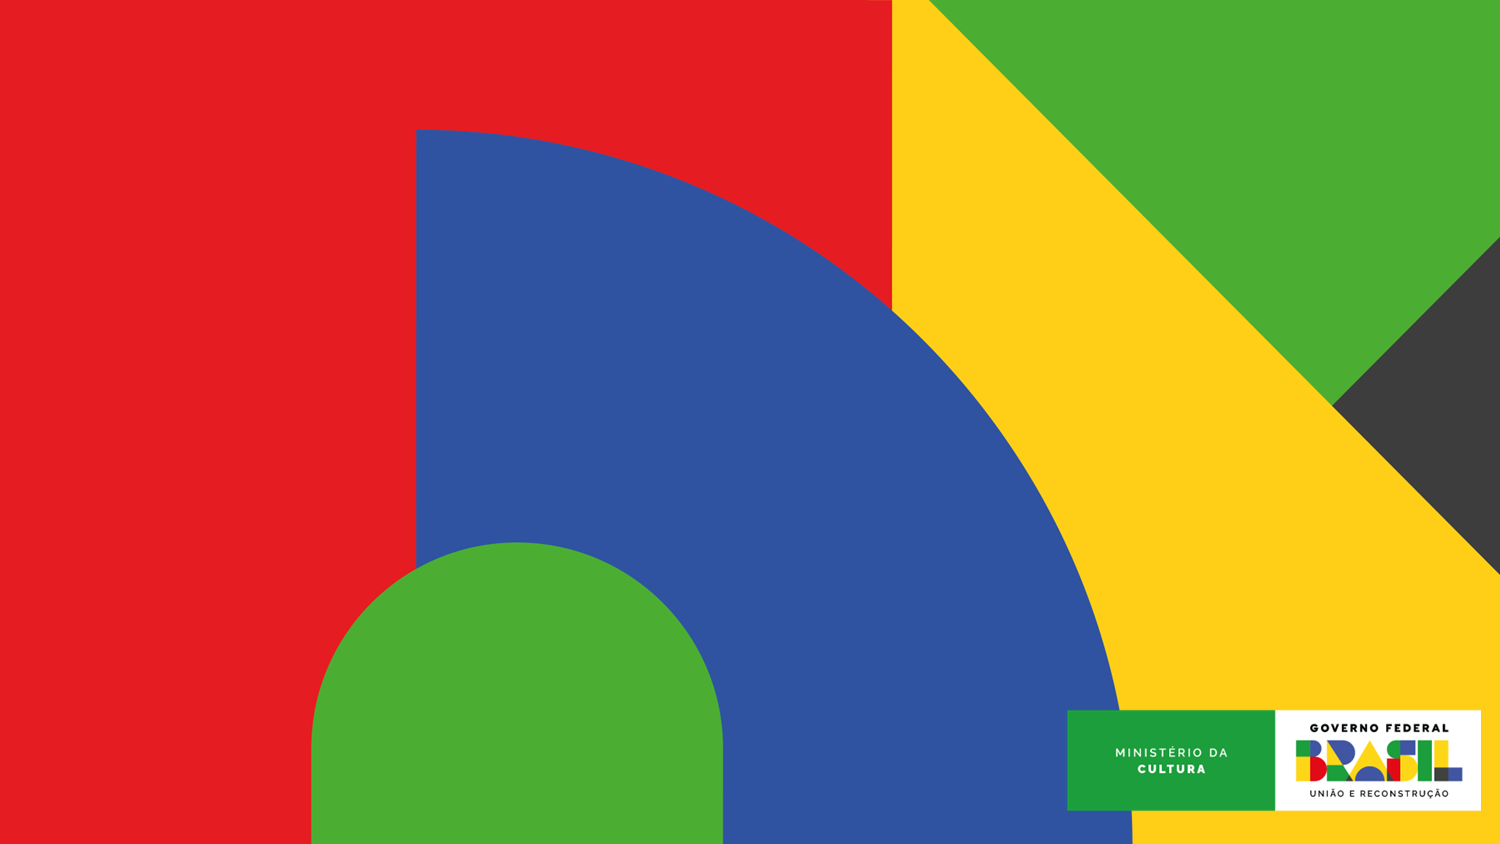 MINISTÉRIO DA
CULTURA
GOVERNO FEDERAL
BRASIL
UNIÃO E RECONSTRUÇÃO